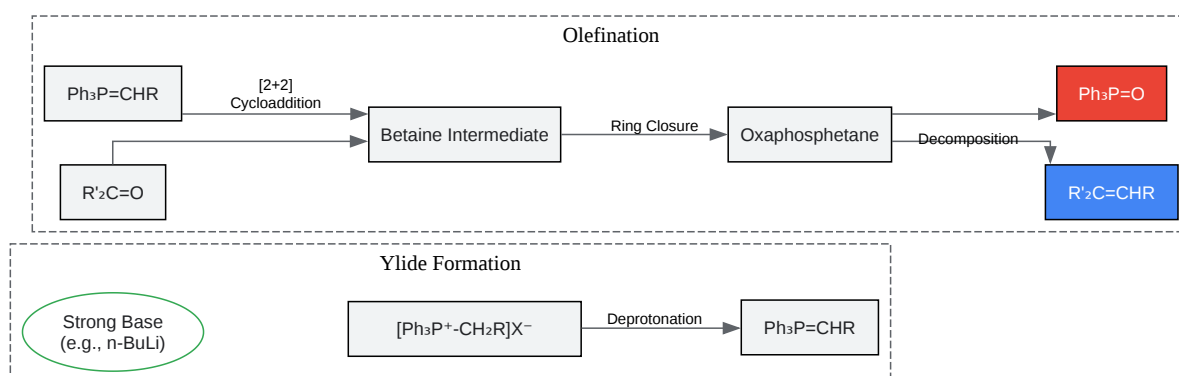 Olefination
[2+2]
Cycloaddition
Ph₃P=CHR
Betaine Intermediate
Ring Closure
Oxaphosphetane
Ph₃P=O
Decomposition
R'₂C=O
R'₂C=CHR
Ylide Formation
Strong Base
(e.g., n-BuLi)
[Ph₃P⁺-CH₂R]X⁻
Deprotonation
Ph₃P=CHR